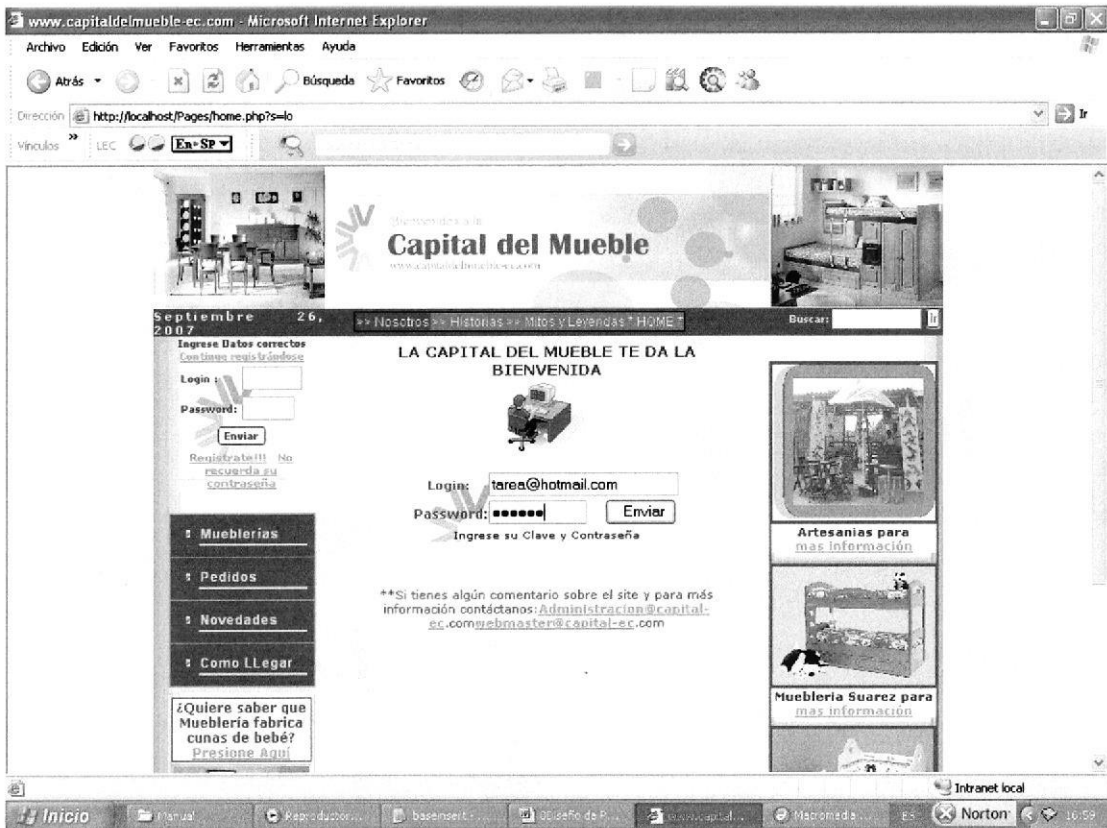 www.capitaldelmueble-ec.com - Microsoft Internet Explorer
Archivo Edición Ver Favoritos Herramientas Ayuda
Atrás Búsqueda Favoritos
Dirección http://localhost/Pages/home.php?s=lo Ir
Vínculos » LEC En-SP
Bienvenidos a la
Capital del Mueble
Septiembre 26, 2007
>> Nosotros >> Historias >> Mitos y Leyendas * HOME *
Buscar: Ir
Ingrese Datos correctos
Continue registrándose
Login :
Password:
Enviar
Registrate!!! No
recuerda su
contraseña
Mueblerias
Pedidos
Novedades
Como LLegar
¿Quiere saber que
Mueblería fabrica
cunas de bebé?
Presione Aquí
LA CAPITAL DEL MUEBLE TE DA LA
BIENVENIDA
Login: tarea@hotmail.com
Password: ●●●●●● Enviar
Ingrese su Clave y Contraseña
**Si tienes algún comentario sobre el site y para más
información contáctanos:Administracion@capital-
ec.comwebmaster@capital-ec.com
Artesanias para
mas información
Muebleria Suarez para
mas información
Intranet local
Inicio Manual Reproductor... baseinsert - ... Macromedia ... ES Norton 16:59